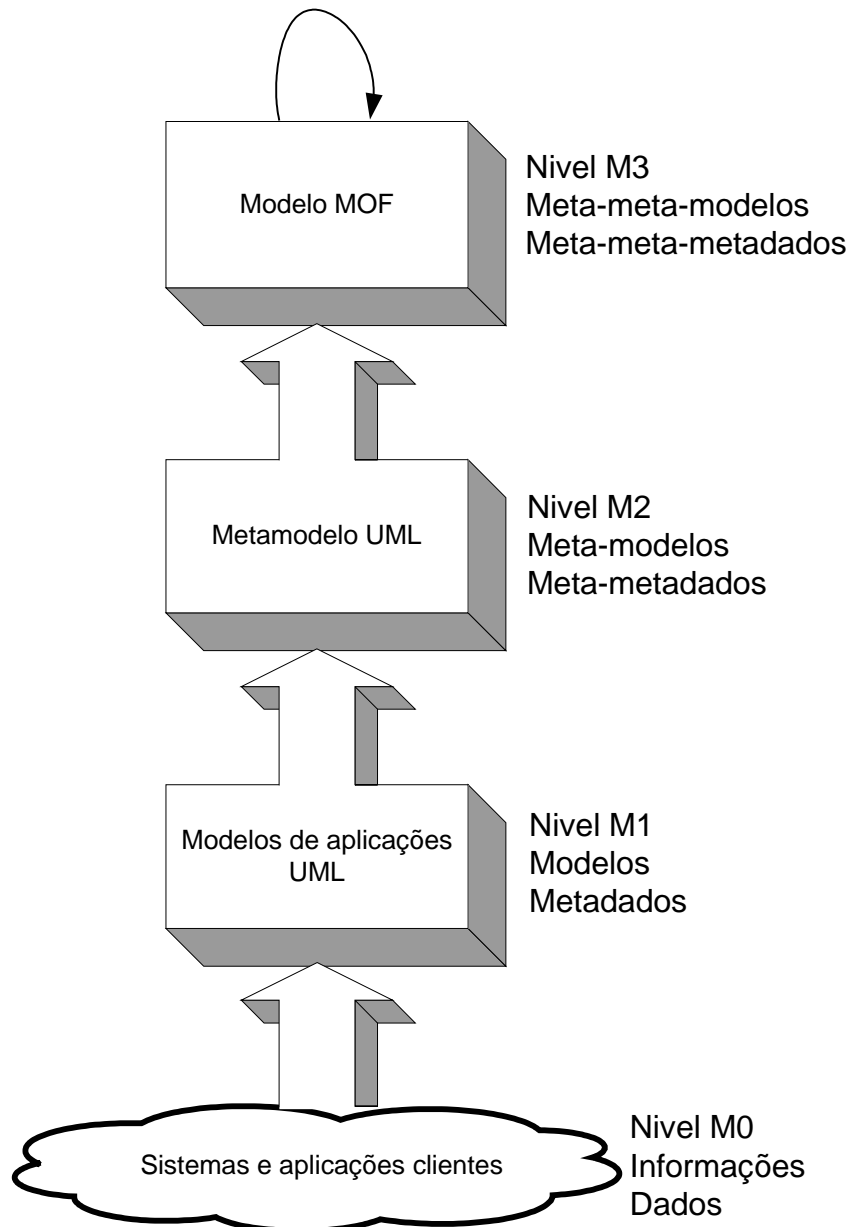 Modelo MOF
Nivel M3
Meta-meta-modelos
Meta-meta-metadados
Metamodelo UML
Nivel M2
Meta-modelos
Meta-metadados
Modelos de aplicações
UML
Nivel M1
Modelos
Metadados
Sistemas e aplicações clientes
Nivel M0
Informações
Dados